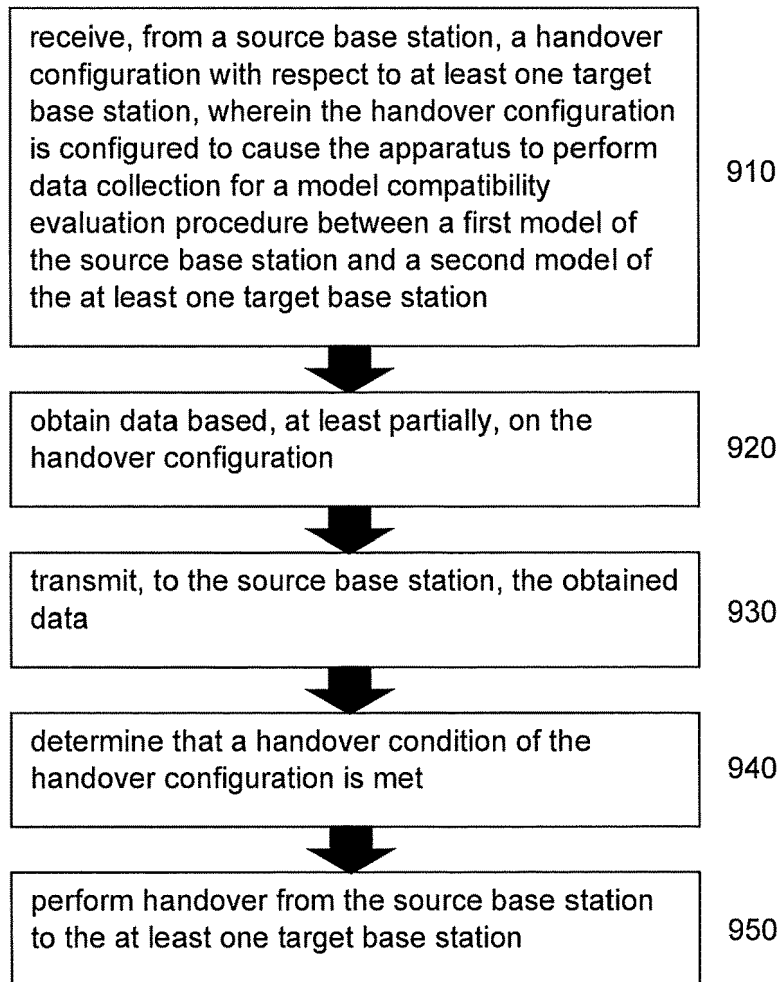 receive, from a source base station, a handover
configuration with respect to at least one target
base station, wherein the handover configuration
is configured to cause the apparatus to perform
data collection for a model compatibility
evaluation procedure between a first model of
the source base station and a second model of
the at least one target base station
910
obtain data based, at least partially, on the
handover configuration
920
transmit, to the source base station, the obtained
data
930
determine that a handover condition of the
handover configuration is met
940
perform handover from the source base station
to the at least one target base station
950